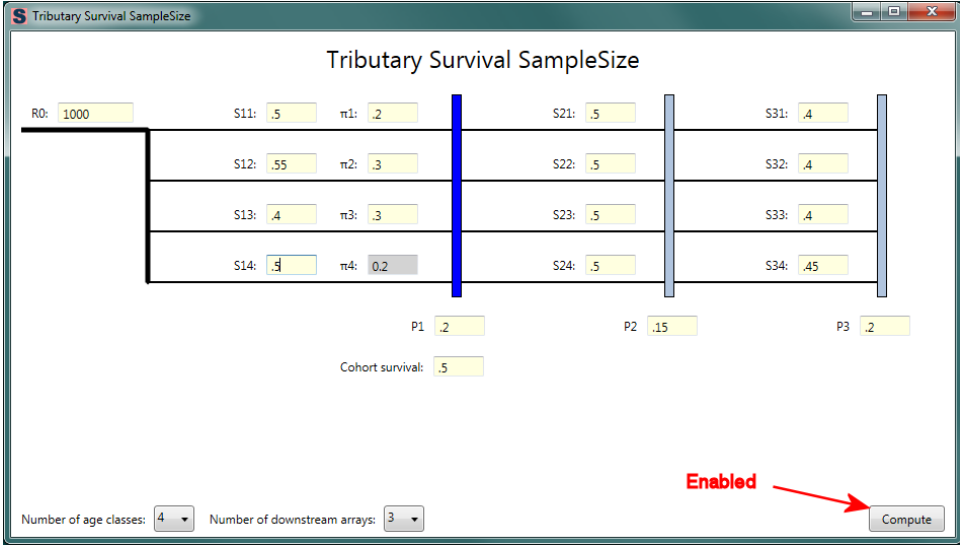 S Tributary Survival SampleSize
Tributary Survival SampleSize
R0: 1000 S11: .5 π1: .2 S21: .5 S31: .4
S12: .55 π2: .3 S22: .5 S32: .4
S13: .4 π3: .3 S23: .5 S33: .4
S14: .5 π4: 0.2 S24: .5 S34: .45
P1 .2 P2 .15 P3 .2
Cohort survival: .5
Enabled
Number of age classes: 4 Number of downstream arrays: 3 Compute